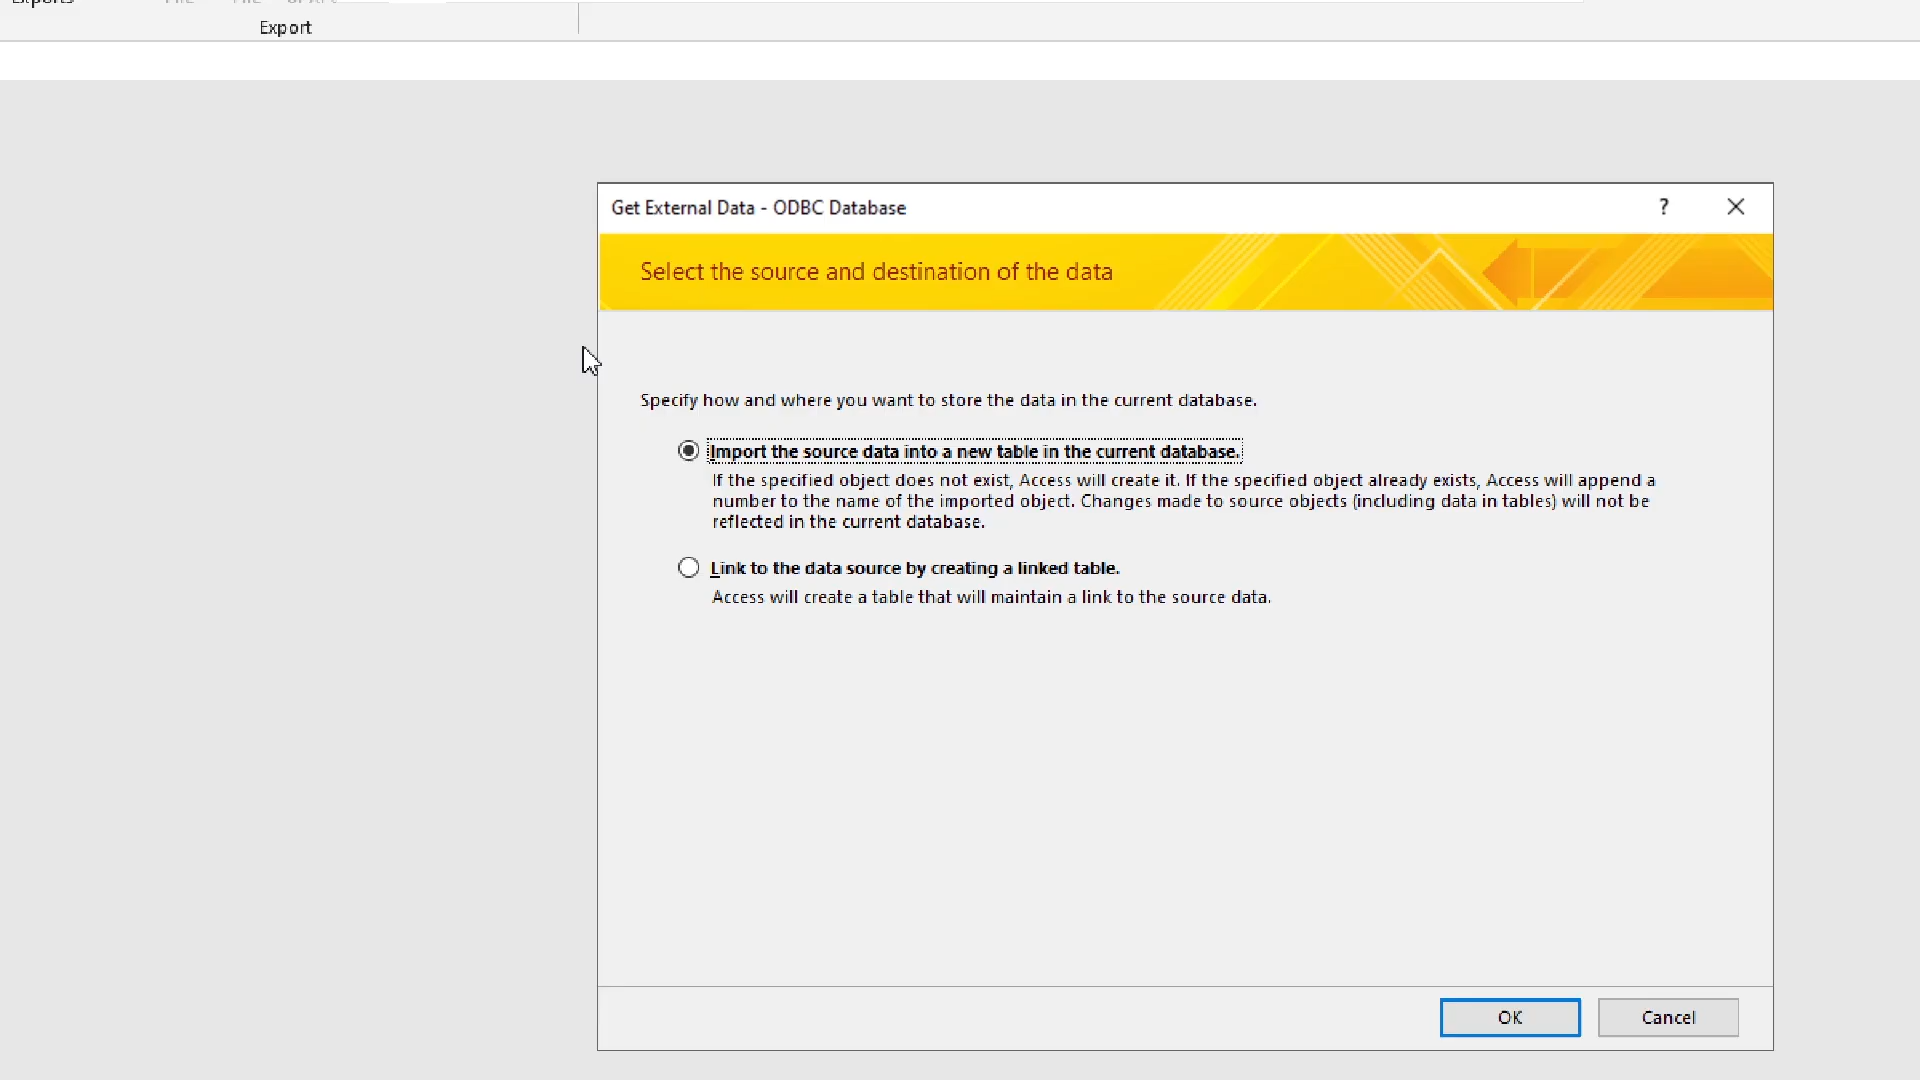 Exports
Export
Get External Data - ODBC Database
?
Select the source and destination of the data
Specify how and where you want to store the data in the current database.
Import the source data into a new table in the current database.
If the specified object does not exist, Access will create it. If the specified object already exists, Access will append a
number to the name of the imported object. Changes made to source objects (including data in tables) will not be
reflected in the current database.
Link to the data source by creating a linked table.
Access will create a table that will maintain a link to the source data.
OK Cancel